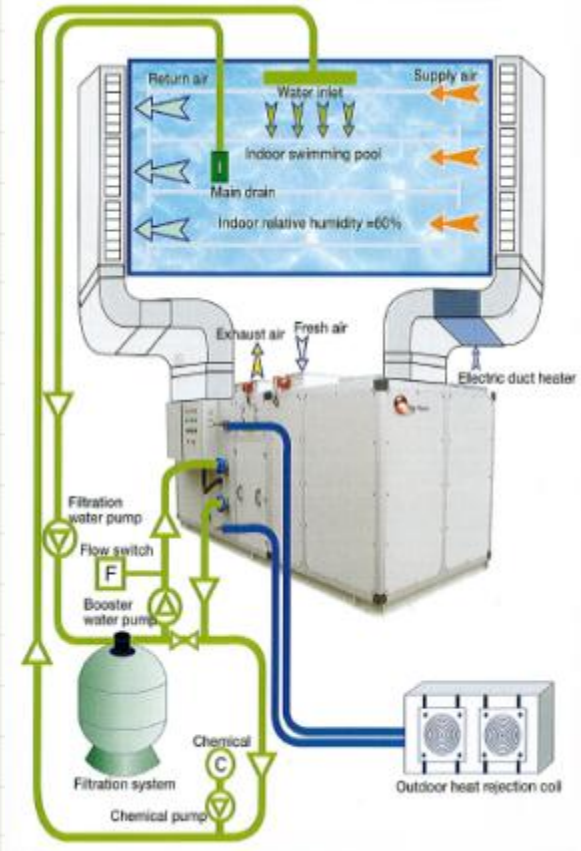 Return air
Supply air
Water inlet
Indoor swimming pool
Main drain
Indoor relative humidity =60%
Exhaust air
Fresh air
Electric duct heater
Filtration
water pump
Flow switch
F
Booster
water pump
Chemical
C
Filtration system
Chemical pump
Outdoor heat rejection coil